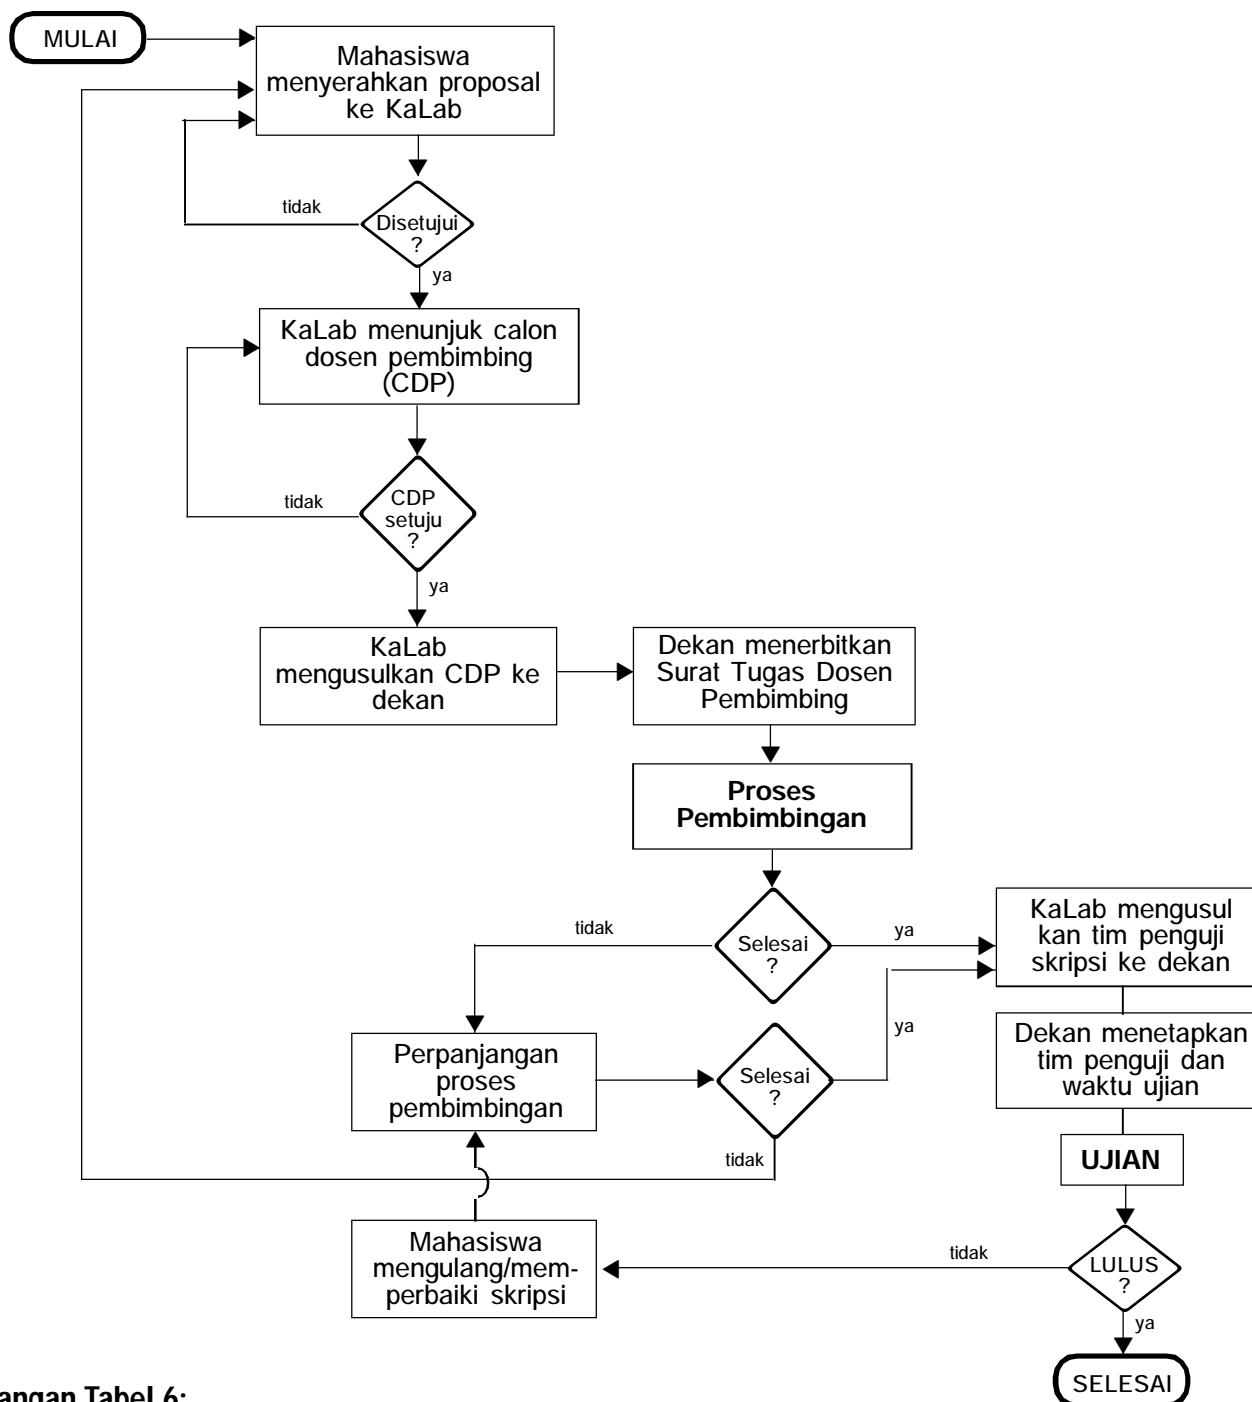 MULAI
Mahasiswa
menyerahkan proposal
ke KaLab
tidak
Disetujui
?
ya
KaLab menunjuk calon
dosen pembimbing
(CDP)
tidak
CDP
setuju
?
ya
KaLab
mengusulkan CDP ke
dekan
Dekan menerbitkan
Surat Tugas Dosen
Pembimbing
Proses
Pembimbingan
tidak
Selesai
?
ya
KaLab mengusul
kan tim penguji
skripsi ke dekan
Perpanjangan
proses
pembimbingan
Selesai
?
ya
tidak
Dekan menetapkan
tim penguji dan
waktu ujian
UJIAN
Mahasiswa
mengulang/mem-
perbaiki skripsi
tidak
LULUS
?
ya
SELESAI
angan Tabel 6: